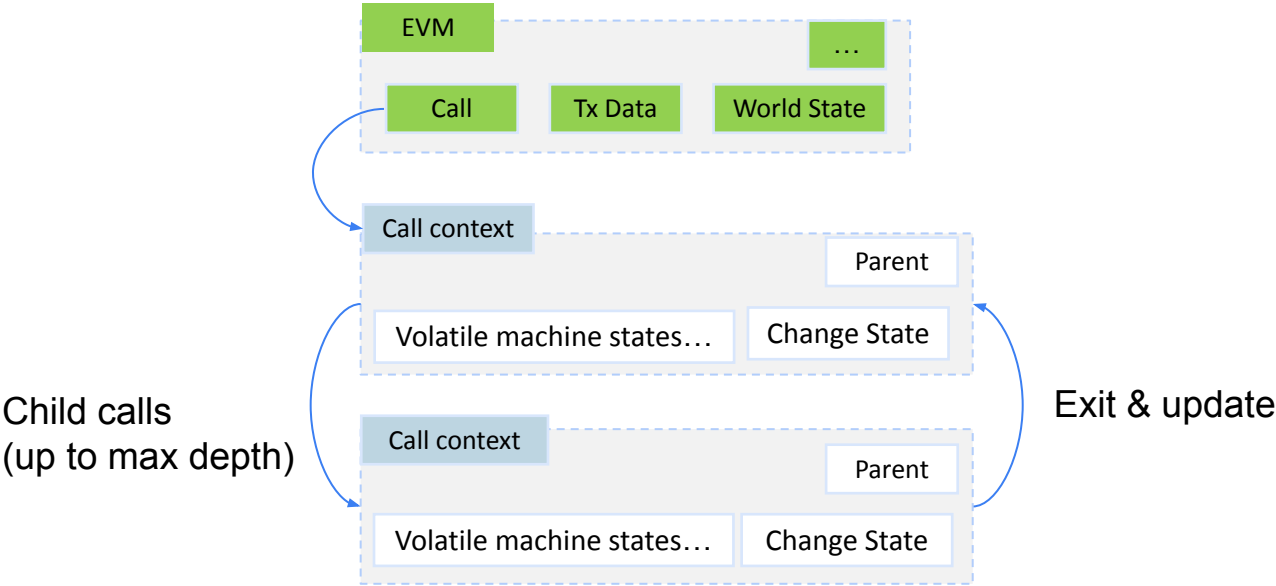 EVM
…
Call
Tx Data
World State
Call context
Parent
Volatile machine states…
Change State
Child calls
(up to max depth)
Exit & update
Call context
Parent
Volatile machine states…
Change State